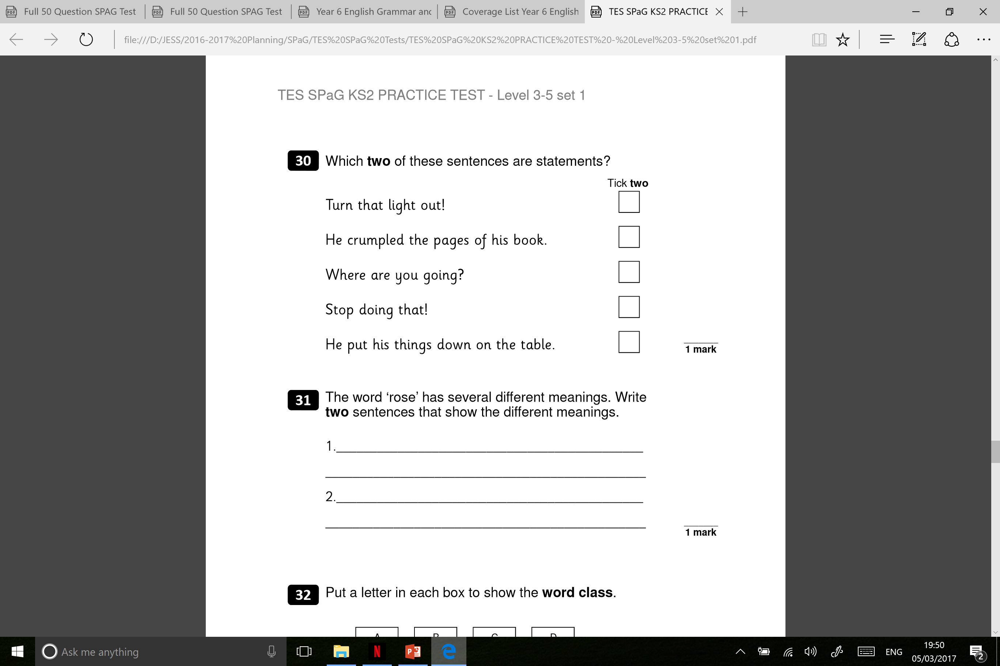 Full 50 Question SPAG Test
Full 50 Question SPAG Test
Year 6 English Grammar and
Coverage List Year 6 English
TES SPaG KS2 PRACTICE
file:///D:/JESS/2016-2017%20Planning/SPaG/TES%20SPaG%20Tests/TES%20SPaG%20KS2%20PRACTICE%20TEST%20-%20Level%203-5%20set%201.pdf
TES SPaG KS2 PRACTICE TEST - Level 3-5 set 1
30 Which two of these sentences are statements?
Tick two
Turn that light out!
He crumpled the pages of his book.
Where are you going?
Stop doing that!
He put his things down on the table.
1 mark
31 The word ‘rose’ has several different meanings. Write
two sentences that show the different meanings.
1.
2.
1 mark
32 Put a letter in each box to show the word class.
A B C D
Ask me anything
ENG
19:50
05/03/2017
2